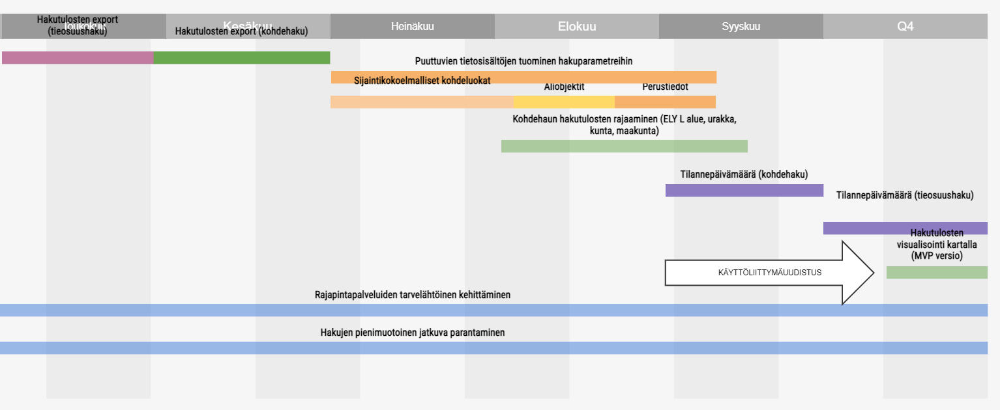 Hakutulosten export
(tieosuushaku)
Toukokuu
Hakutulosten export (kohdehaku)
Kesäkuu
Heinäkuu
Elokuu
Syyskuu
Q4
Puuttuvien tietosisältöjen tuominen hakuparametreihin
Sijaintikokoelmalliset kohdeluokat
Aliobjektit
Perustiedot
Kohdehaun hakutulosten rajaaminen (ELY L alue, urakka,
kunta, maakunta)
Tilannepäivämäärä (kohdehaku)
Tilannepäivämäärä (tieosuushaku)
Hakutulosten
visualisointi kartalla
(MVP versio)
KÄYTTÖLIITTYMÄUUDISTUS
Rajapintapalveluiden tarvelähtöinen kehittäminen
Hakujen pienimuotoinen jatkuva parantaminen